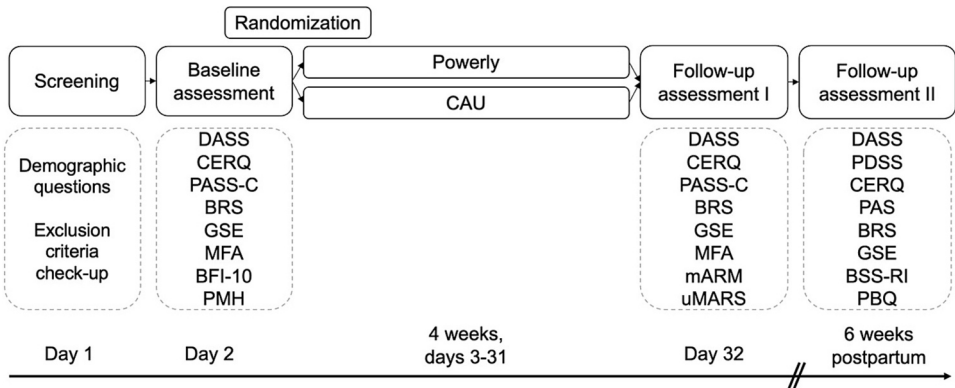 Randomization
Screening
Baseline
assessment
Powerly
CAU
Follow-up
assessment I
Follow-up
assessment II
Demographic
questions
Exclusion
criteria
check-up
DASS
CERQ
PASS-C
BRS
GSE
MFA
BFI-10
PMH
DASS
CERQ
PASS-C
BRS
GSE
MFA
mARM
uMARS
DASS
PDSS
CERQ
PAS
BRS
GSE
BSS-RI
PBQ
Day 1
Day 2
4 weeks,
days 3-31
Day 32
6 weeks
postpartum